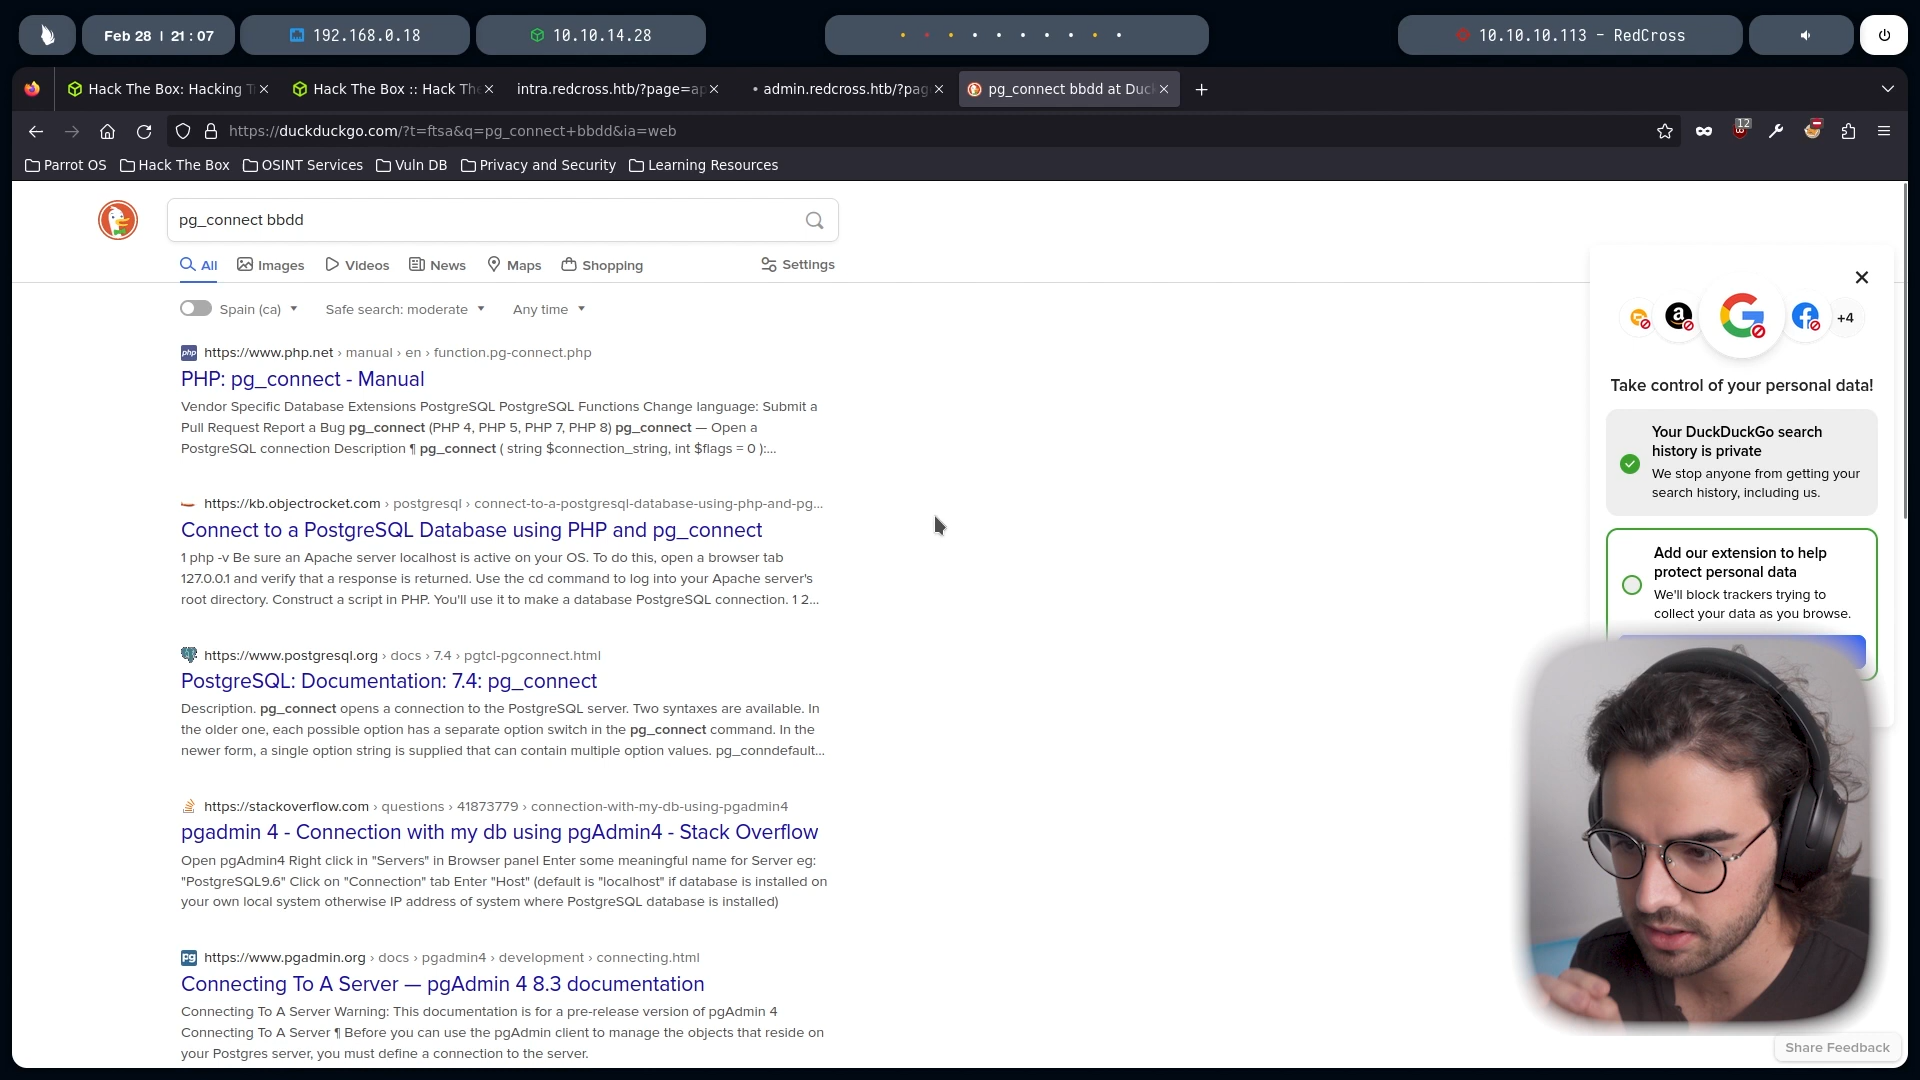 Feb 28 | 21 : 07
192.168.0.18
10.10.14.28
10.10.10.113 - RedCross
Hack The Box: Hacking T
Hack The Box :: Hack The
intra.redcross.htb/?page=ap
admin.redcross.htb/?pag
pg_connect bbdd at Duc
https://duckduckgo.com/?t=ftsa&q=pg_connect+bbdd&ia=web
12
Parrot OS
Hack The Box
OSINT Services
Vuln DB
Privacy and Security
Learning Resources
pg_connect bbdd
All
Images
Videos
News
Maps
Shopping
Settings
Spain (ca)
Safe search: moderate
Any time
php
https://www.php.net › manual › en › function.pg-connect.php
PHP: pg_connect - Manual
Vendor Specific Database Extensions PostgreSQL PostgreSQL Functions Change language: Submit a
Pull Request Report a Bug pg_connect (PHP 4, PHP 5, PHP 7, PHP 8) pg_connect — Open a
PostgreSQL connection Description ¶ pg_connect ( string $connection_string, int $flags = 0 ):...
https://kb.objectrocket.com › postgresql › connect-to-a-postgresql-database-using-php-and-pg...
Connect to a PostgreSQL Database using PHP and pg_connect
1 php -v Be sure an Apache server localhost is active on your OS. To do this, open a browser tab
127.0.0.1 and verify that a response is returned. Use the cd command to log into your Apache server's
root directory. Construct a script in PHP. You'll use it to make a database PostgreSQL connection. 1 2...
https://www.postgresql.org › docs › 7.4 › pgtcl-pgconnect.html
PostgreSQL: Documentation: 7.4: pg_connect
Description. pg_connect opens a connection to the PostgreSQL server. Two syntaxes are available. In
the older one, each possible option has a separate option switch in the pg_connect command. In the
newer form, a single option string is supplied that can contain multiple option values. pg_conndefault...
https://stackoverflow.com › questions › 41873779 › connection-with-my-db-using-pgadmin4
pgadmin 4 - Connection with my db using pgAdmin4 - Stack Overflow
Open pgAdmin4 Right click in "Servers" in Browser panel Enter some meaningful name for Server eg:
"PostgreSQL9.6" Click on "Connection" tab Enter "Host" (default is "localhost" if database is installed on
your own local system otherwise IP address of system where PostgreSQL database is installed)
pg
https://www.pgadmin.org › docs › pgadmin4 › development › connecting.html
Connecting To A Server — pgAdmin 4 8.3 documentation
Connecting To A Server Warning: This documentation is for a pre-release version of pgAdmin 4
Connecting To A Server ¶ Before you can use the pgAdmin client to manage the objects that reside on
your Postgres server, you must define a connection to the server.
+4
Take control of your personal data!
Your DuckDuckGo search
history is private
We stop anyone from getting your
search history, including us.
Add our extension to help
protect personal data
We'll block trackers trying to
collect your data as you browse.
Share Feedback